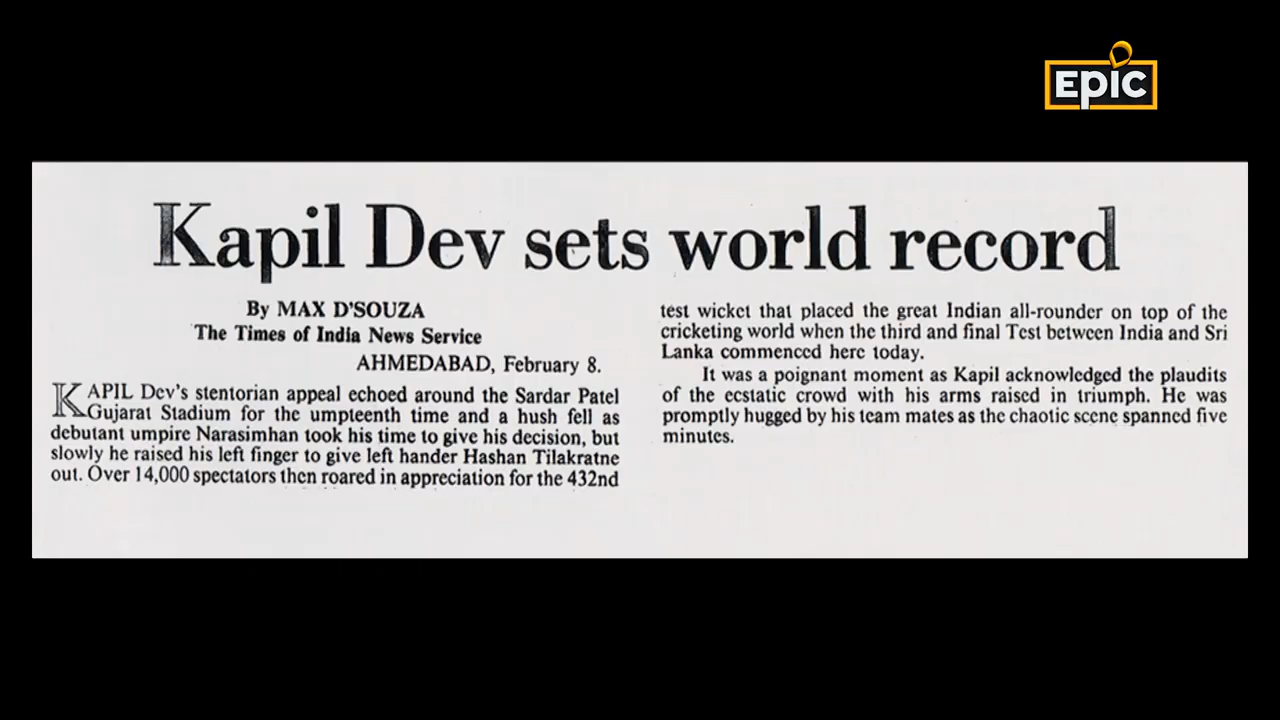 EPIC
Kapil Dev sets world record
By MAX D'SOUZA
The Times of India News Service
AHMEDABAD, February 8.
KAPIL Dev's stentorian appeal echoed around the Sardar Patel
Gujarat Stadium for the umpteenth time and a hush fell as
debutant umpire Narasimhan took his time to give his decision, but
slowly he raised his left finger to give left hander Hashan Tilakratne
out. Over 14,000 spectators then roared in appreciation for the 432nd
test wicket that placed the great Indian all-rounder on top of the
cricketing world when the third and final Test between India and Sri
Lanka commenced here today.
It was a poignant moment as Kapil acknowledged the plaudits
of the ecstatic crowd with his arms raised in triumph. He was
promptly hugged by his team mates as the chaotic scene spanned five
minutes.